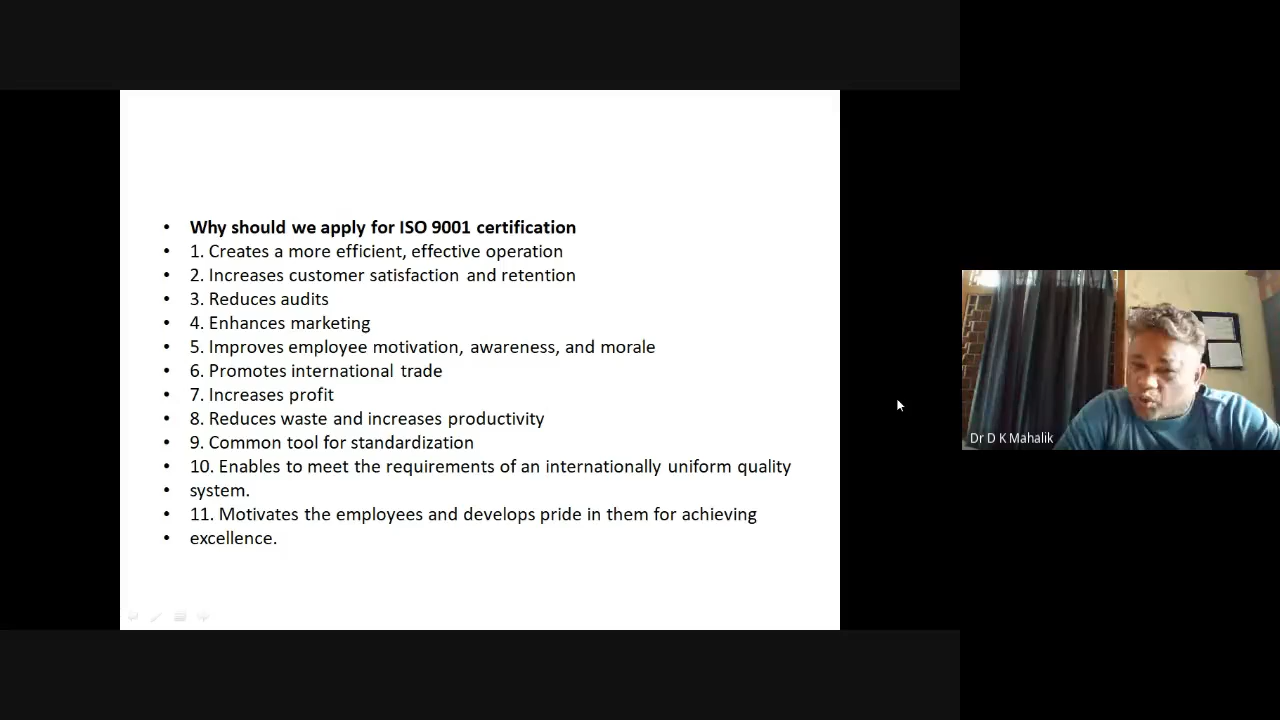 • Why should we apply for ISO 9001 certification
• 1. Creates a more efficient, effective operation
• 2. Increases customer satisfaction and retention
• 3. Reduces audits
• 4. Enhances marketing
• 5. Improves employee motivation, awareness, and morale
• 6. Promotes international trade
• 7. Increases profit
• 8. Reduces waste and increases productivity
• 9. Common tool for standardization
• 10. Enables to meet the requirements of an internationally uniform quality
• system.
• 11. Motivates the employees and develops pride in them for achieving
• excellence.
Dr D K Mahalik